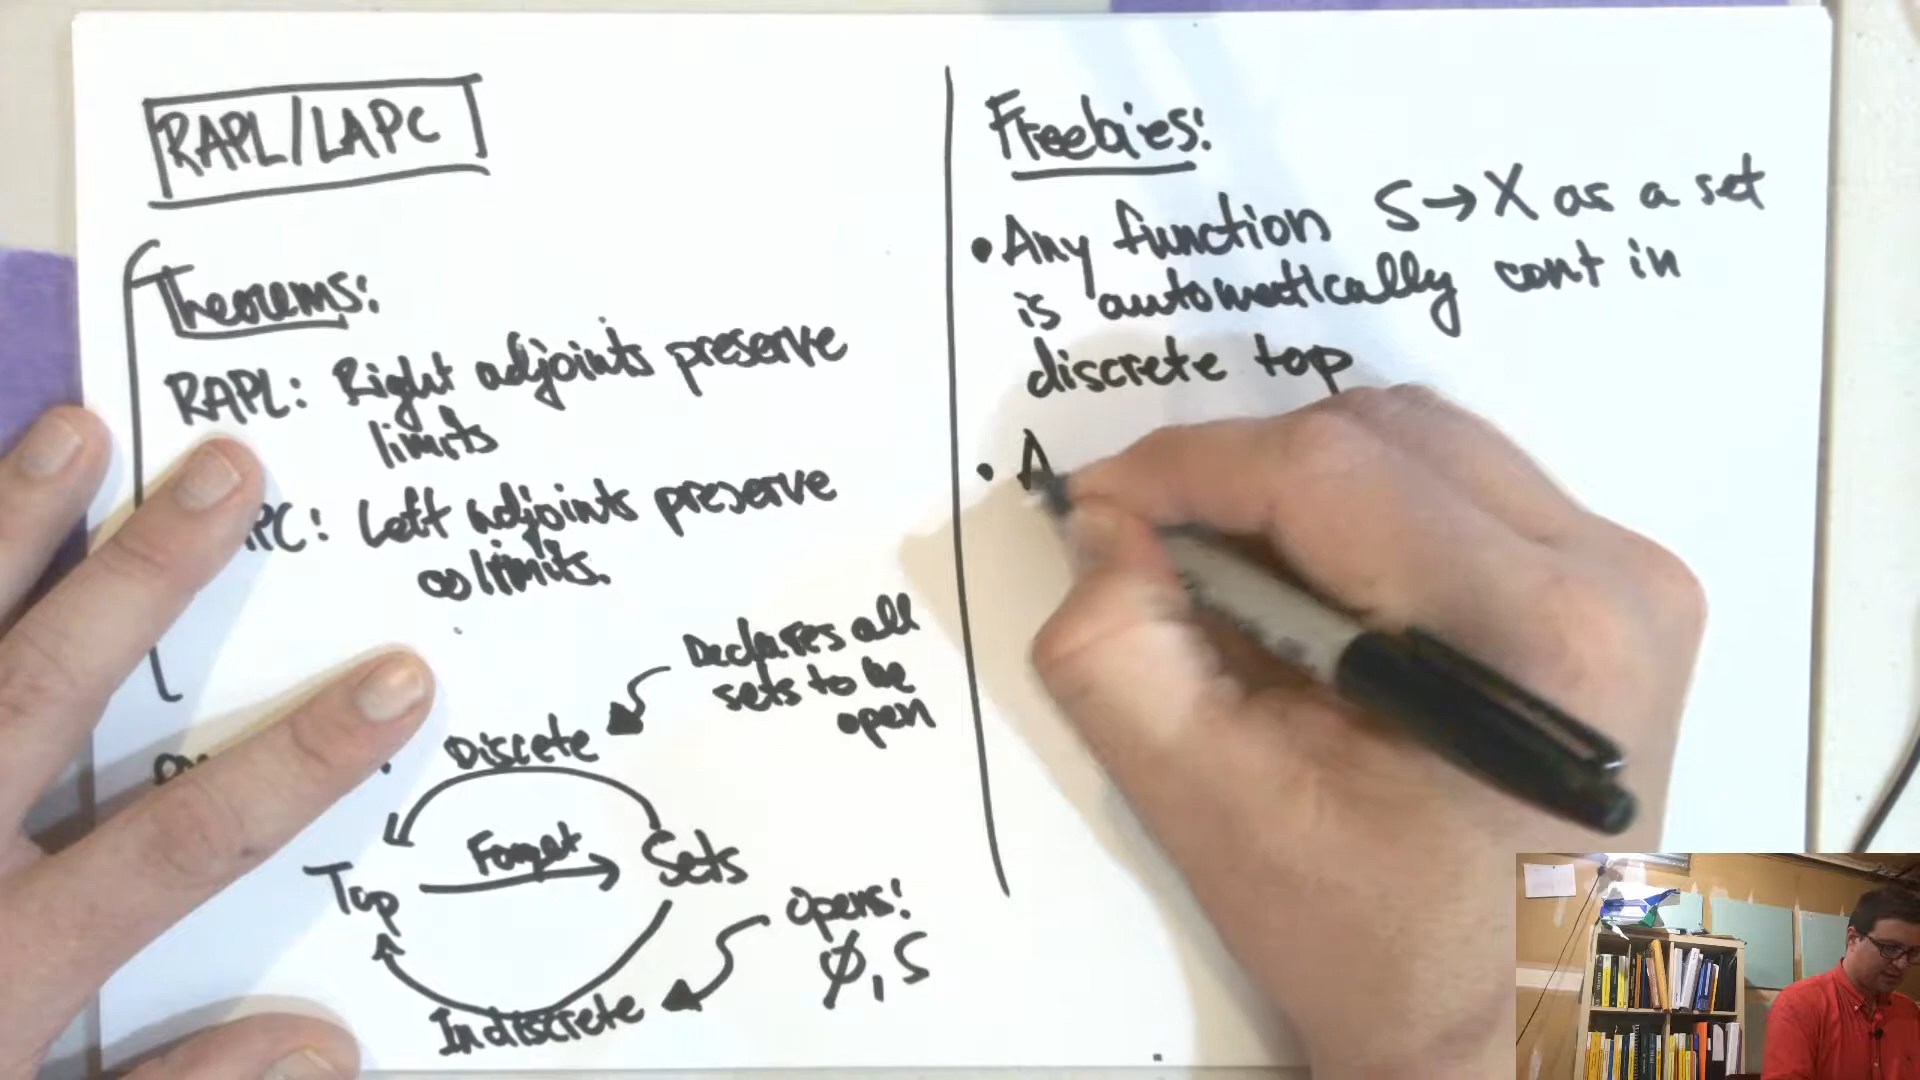 RAPL/LAPC
Theorems:
RAPL: Right adjoints preserve
limits
PC: Left adjoints preserve
colimits.
Declares all
sets to be
open
Discete
Forget
Top
Sets
Opens:
Ø, S
Indiscrete
Freebies:
• Any function S → X as a set
is automatically cont in
discrete top
• A